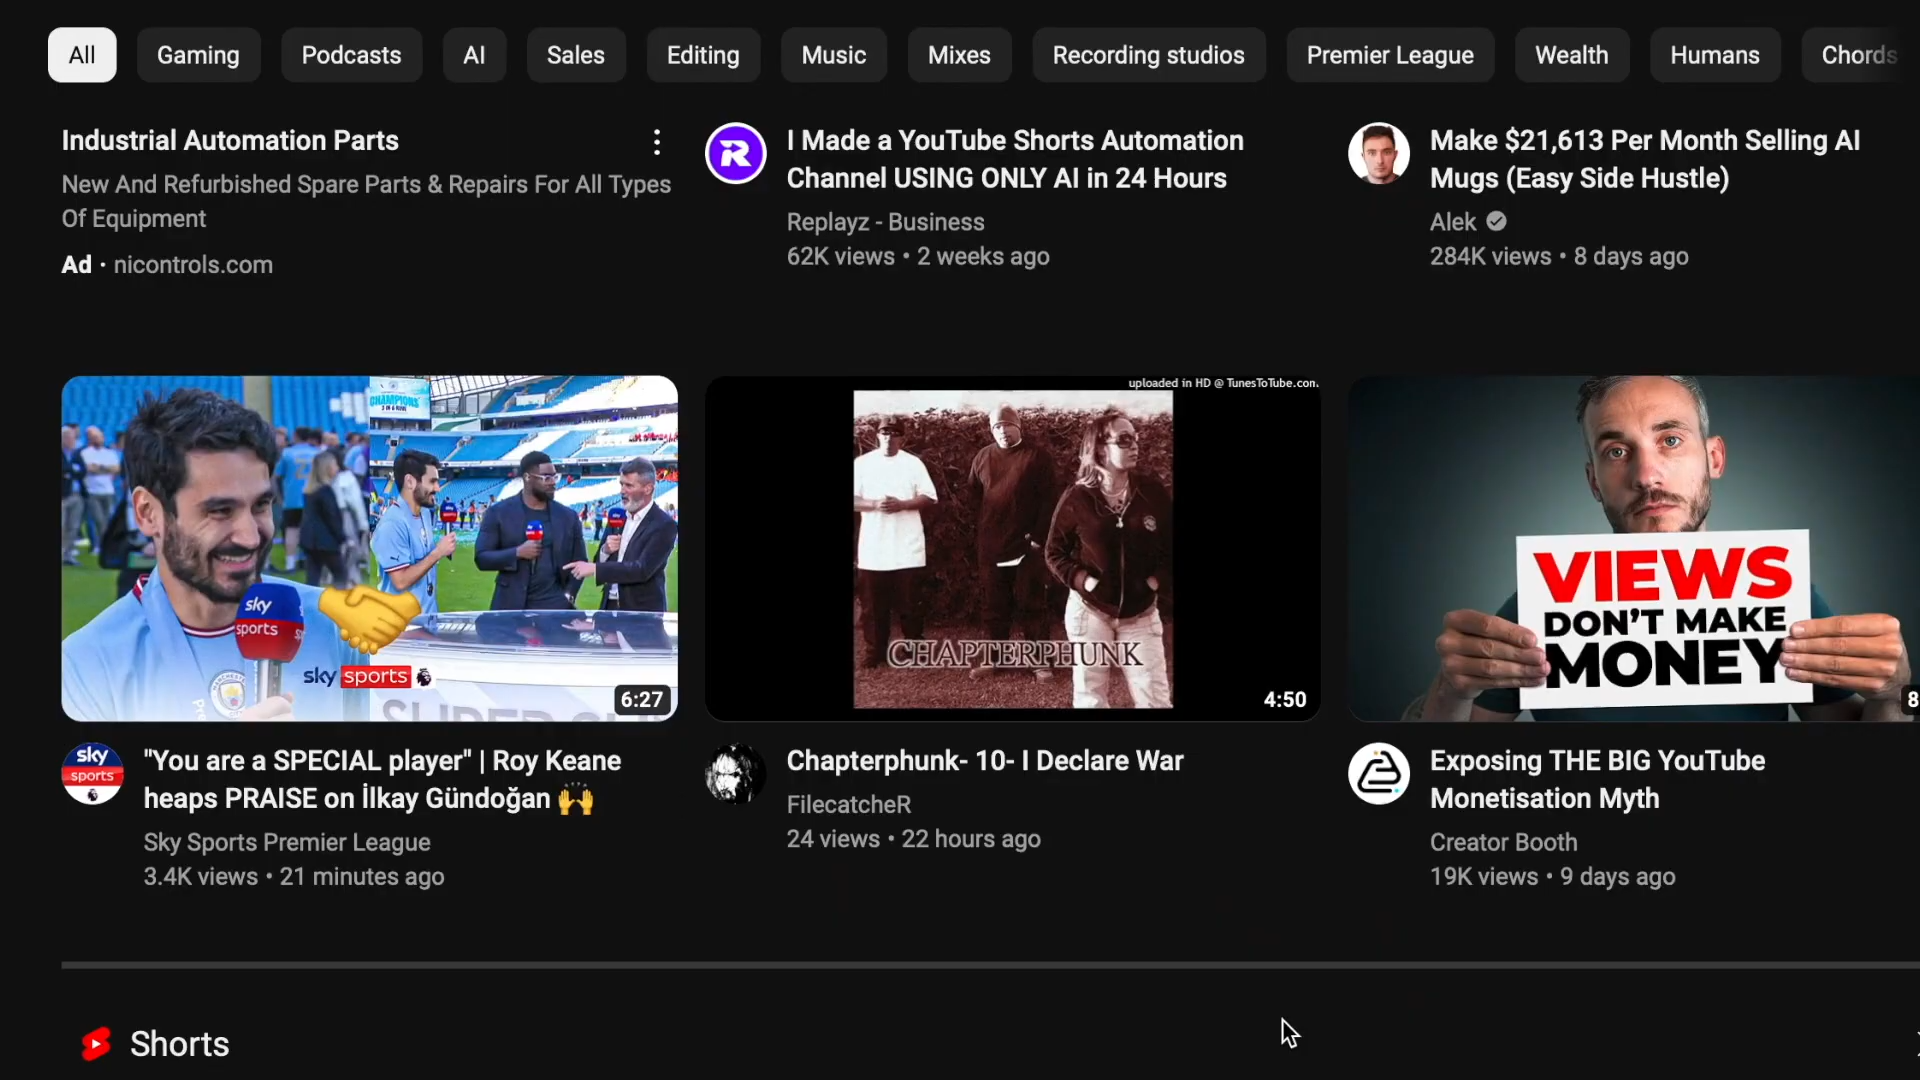 All
Gaming
Podcasts
AI
Sales
Editing
Music
Mixes
Recording studios
Premier League
Wealth
Humans
Chords
Industrial Automation Parts
New And Refurbished Spare Parts & Repairs For All Types
Of Equipment
Ad · nicontrols.com
I Made a YouTube Shorts Automation
Channel USING ONLY AI in 24 Hours
Replayz - Business
62K views • 2 weeks ago
Make $21,613 Per Month Selling AI
Mugs (Easy Side Hustle)
Alek
284K views • 8 days ago
CHAMPIONS
sky
sports
sky sports
6:27
uploaded in HD @ TunesToTube.com
CHAPTERPHUNK
4:50
VIEWS
DON'T MAKE
MONEY
8
sky
sports
"You are a SPECIAL player" | Roy Keane
heaps PRAISE on İlkay Gündoğan 🙌
Sky Sports Premier League
3.4K views • 21 minutes ago
Chapterphunk- 10- I Declare War
FilecatcheR
24 views • 22 hours ago
Exposing THE BIG YouTube
Monetisation Myth
Creator Booth
19K views • 9 days ago
Shorts